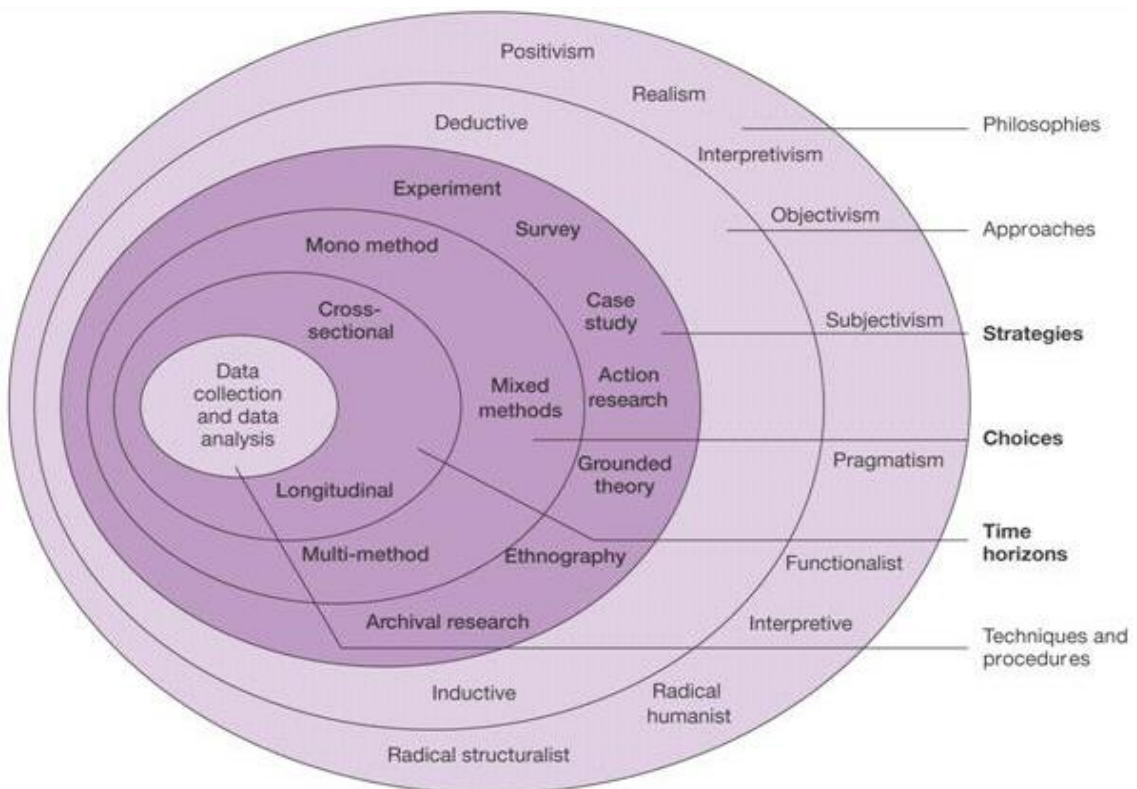 Positivism
Realism
Philosophies
Deductive
Interpretivism
Experiment
Objectivism
Survey
Approaches
Mono method
Cross-
sectional
Case
study
Subjectivism
Strategies
Data
collection
and data
analysis
Mixed
methods
Action
research
Choices
Pragmatism
Grounded
theory
Longitudinal
Time
horizons
Multi-method
Ethnography
Functionalist
Archival research
Interpretive
Techniques and
procedures
Inductive
Radical
humanist
Radical structuralist